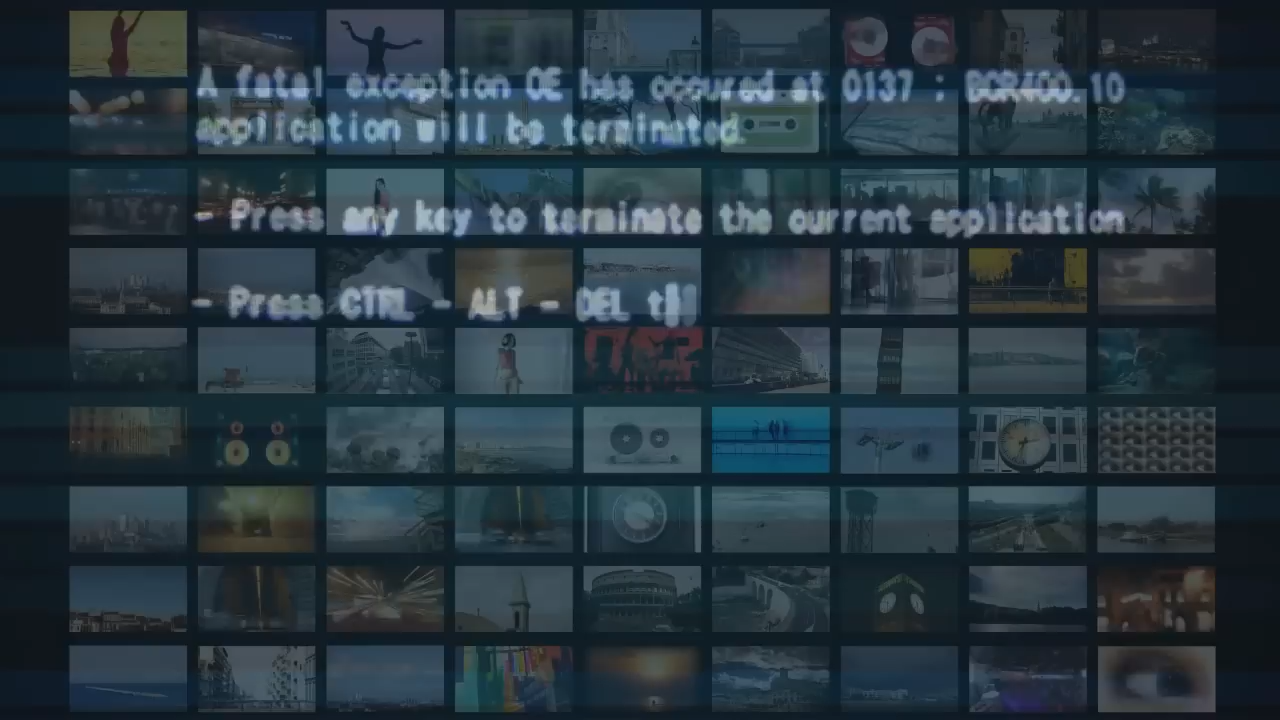 A fatal exception OE has occured at 0137 : BCR400.10
application will be terminated.
- Press any key to terminate the current application
- Press CTRL - ALT - DEL t